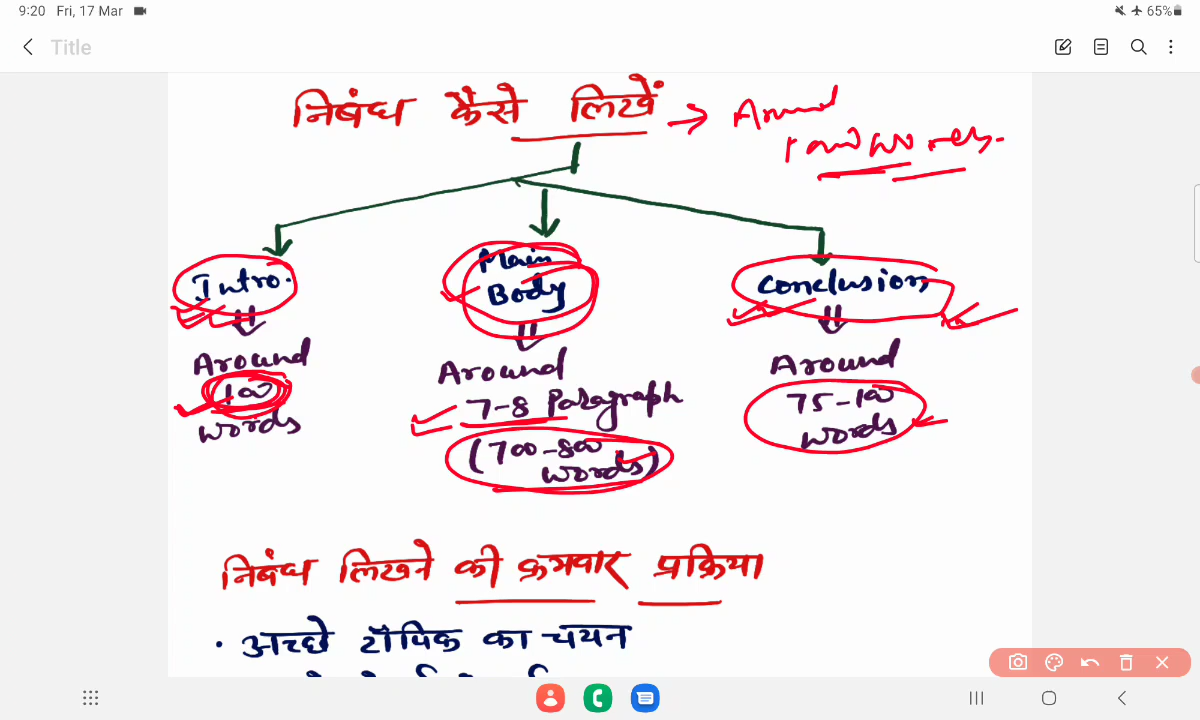 9:20 Fri, 17 Mar
65%
Title
निबंध कैसे लिखें → Around
words.
Intro.
Main
Body
Conclusion
Around
100
words
Around
7-8 Paragraph
(700-800
words)
Around
75-100
words
निबंध लिखने की क्रमवार प्रक्रिया
• अच्छे टॉपिक का चयन